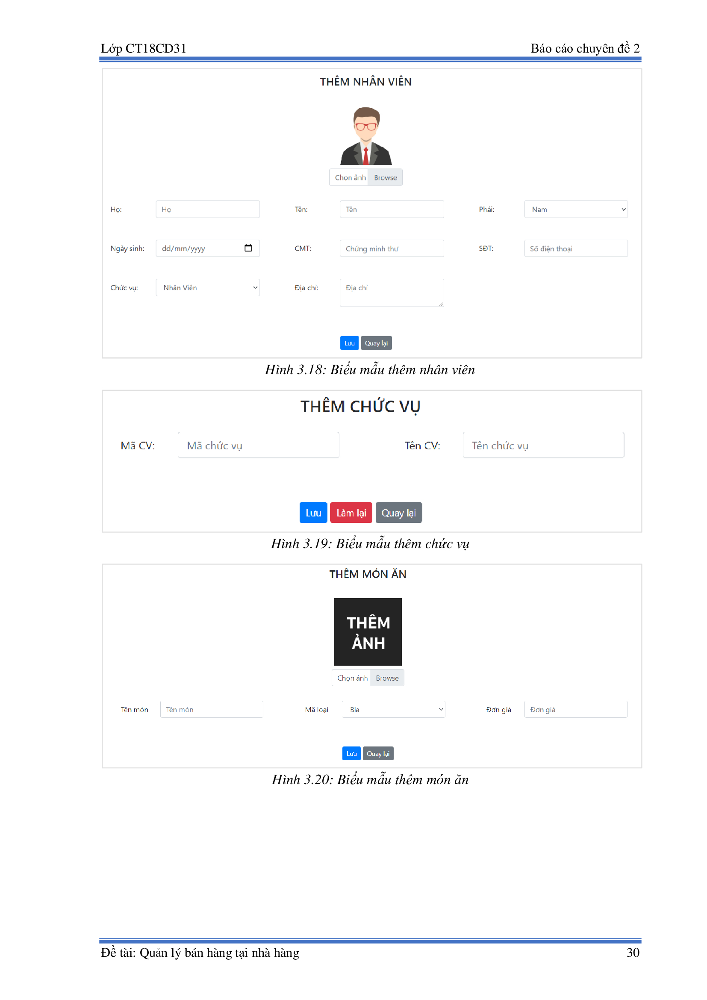 Lớp CT18CD31 Báo cáo chuyên đề 2
THÊM NHÂN VIÊN
Chọn ảnh Browse
Họ: Họ Tên: Tên Phái: Nam
Ngày sinh: dd/mm/yyyy CMT: Chứng minh thư SĐT: Số điện thoại
Chức vụ: Nhân Viên Địa chỉ: Địa chỉ
Lưu Quay lại
Hình 3.18: Biểu mẫu thêm nhân viên
THÊM CHỨC VỤ
Mã CV: Mã chức vụ Tên CV: Tên chức vụ
Lưu Làm lại Quay lại
Hình 3.19: Biểu mẫu thêm chức vụ
THÊM MÓN ĂN
THÊM
ẢNH
Chọn ảnh Browse
Tên món Tên món Mã loại Bia Đơn giá Đơn giá
Lưu Quay lại
Hình 3.20: Biểu mẫu thêm món ăn
Đề tài: Quản lý bán hàng tại nhà hàng 30